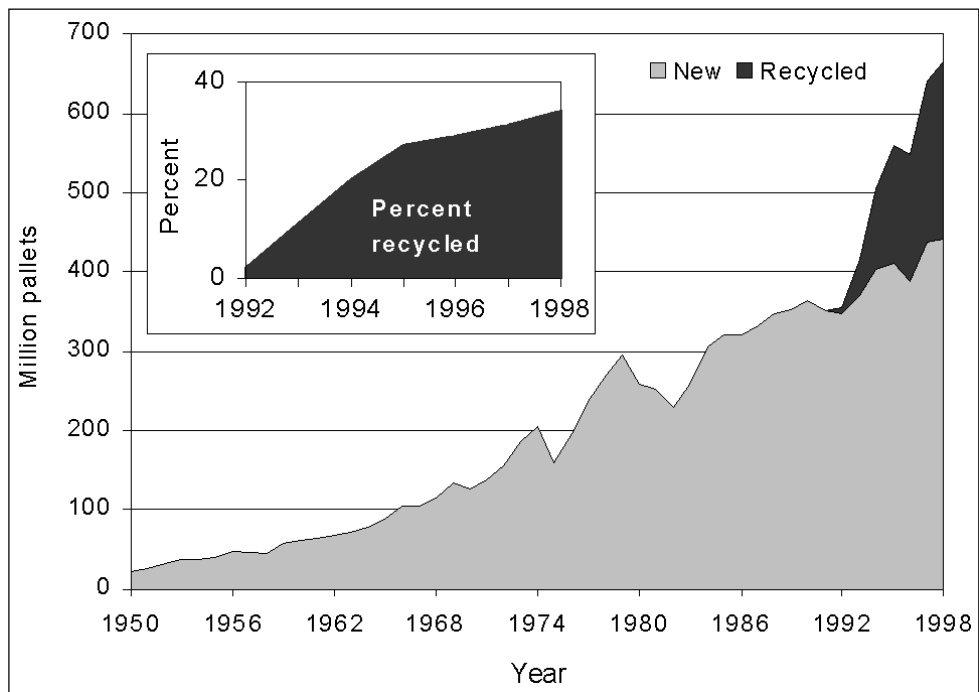 700
600
500
400
300
200
100
0
Million pallets
1950 1956 1962 1968 1974 1980 1986 1992 1998
Year
New Recycled
40
20
0
Percent
Percent
recycled
1992 1994 1996 1998